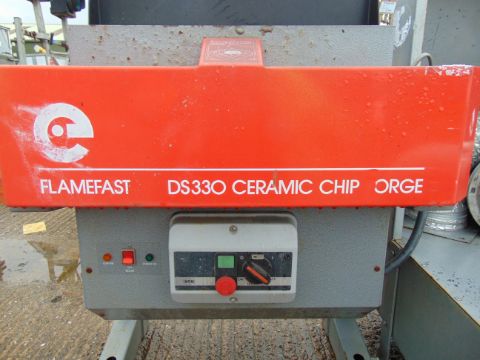 FLAMEFAST DS330 CERAMIC CHIP ORGE